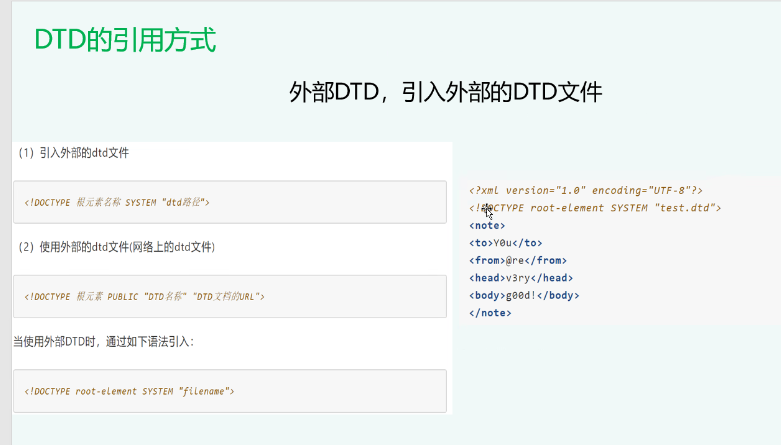 DTD的引用方式
外部DTD，引入外部的DTD文件
（1）引入外部的dtd文件
<!DOCTYPE 根元素名称 SYSTEM "dtd路径">
（2）使用外部的dtd文件(网络上的dtd文件)
<!DOCTYPE 根元素 PUBLIC "DTD名称" "DTD文档的URL">
当使用外部DTD时，通过如下语法引入：
<!DOCTYPE root-element SYSTEM "filename">
<?xml version="1.0" encoding="UTF-8"?>
<!DOCTYPE root-element SYSTEM "test.dtd">
<note>
<to>Y0u</to>
<from>@re</from>
<head>v3ry</head>
<body>g00d!</body>
</note>